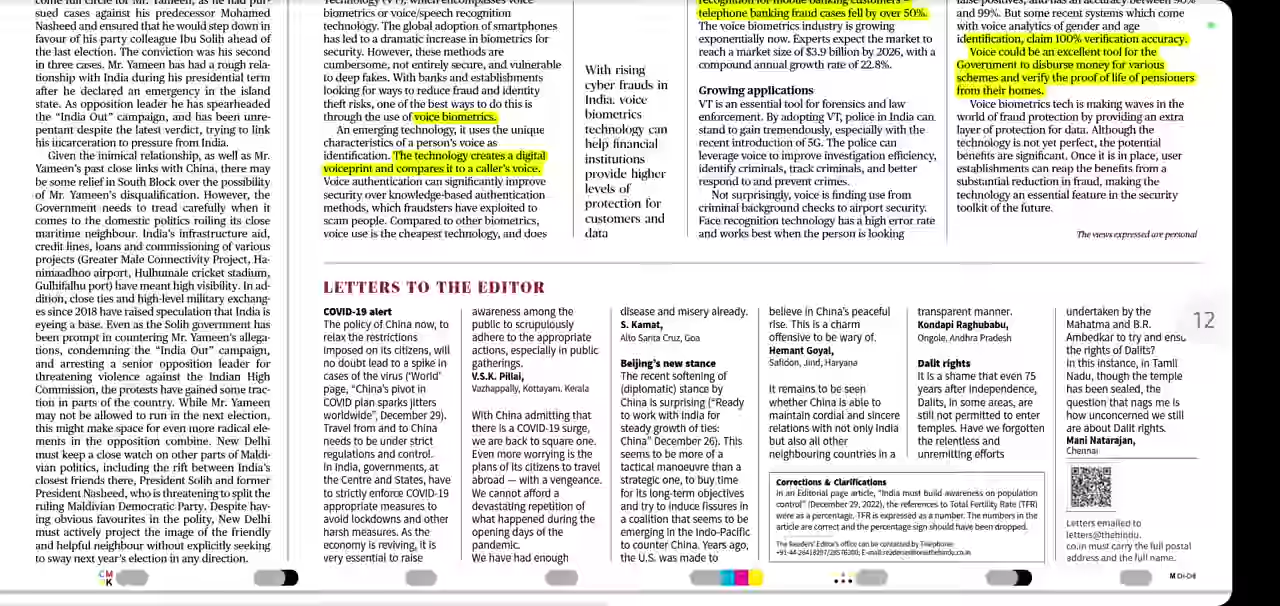 come full circle for Mr. Yameen, as he had pur-
sued cases against his predecessor Mohamed
Nasheed and ensured that he would step down in
favour of his party colleague Ibu Solih ahead of
the last election. The conviction was his second
in three cases. Mr. Yameen has had a rough rela-
tionship with India during his presidential term
after he declared an emergency in the island
state. As opposition leader he has spearheaded
the “India Out” campaign, and has been unre-
pentant despite the latest verdict, trying to link
his incarceration to pressure from India.
Given the inimical relationship, as well as Mr.
Yameen's past close links with China, there may
be some relief in South Block over the possibility
of Mr. Yameen's disqualification. However, the
Government needs to tread carefully when it
comes to the domestic politics roiling its close
maritime neighbour. India's infrastructure aid,
credit lines, loans and commissioning of various
projects (Greater Male Connectivity Project, Ha-
nimaadhoo airport, Hulhumale cricket stadium,
Gulhifalhu port) have meant high visibility. In ad-
dition, close ties and high-level military exchang-
es since 2018 have raised speculation that India is
eyeing a base. Even as the Solih government has
been prompt in countering Mr. Yameen's allega-
tions, condemning the “India Out” campaign,
and arresting a senior opposition leader for
threatening violence against the Indian High
Commission, the protests have gained some trac-
tion in parts of the country. While Mr. Yameen
may not be allowed to run in the next election,
this might make space for even more radical ele-
ments in the opposition combine. New Delhi
must keep a close watch on other parts of Maldi-
vian politics, including the rift between India's
closest friends there, President Solih and former
President Nasheed, who is threatening to split the
ruling Maldivian Democratic Party. Despite hav-
ing obvious favourites in the polity, New Delhi
must actively project the image of the friendly
and helpful neighbour without explicitly seeking
to sway next year's election in any direction.
Technology (VT), which encompasses voice
biometrics or voice/speech recognition
technology. The global adoption of smartphones
has led to a dramatic increase in biometrics for
security. However, these methods are
cumbersome, not entirely secure, and vulnerable
to deep fakes. With banks and establishments
looking for ways to reduce fraud and identity
theft risks, one of the best ways to do this is
through the use of voice biometrics.
An emerging technology, it uses the unique
characteristics of a person's voice as
identification. The technology creates a digital
voiceprint and compares it to a caller's voice.
Voice authentication can significantly improve
security over knowledge-based authentication
methods, which fraudsters have exploited to
scam people. Compared to other biometrics,
voice use is the cheapest technology, and does
With rising
cyber frauds in
India, voice
biometrics
technology can
help financial
institutions
provide higher
levels of
protection for
customers and
data
recognition for mobile banking customers –
telephone banking fraud cases fell by over 50%.
The voice biometrics industry is growing
exponentially now. Experts expect the market to
reach a market size of $3.9 billion by 2026, with a
compound annual growth rate of 22.8%.
Growing applications
VT is an essential tool for forensics and law
enforcement. By adopting VT, police in India can
stand to gain tremendously, especially with the
recent introduction of 5G. The police can
leverage voice to improve investigation efficiency,
identify criminals, track criminals, and better
respond to and prevent crimes.
Not surprisingly, voice is finding use from
criminal background checks to airport security.
Face recognition technology has a high error rate
and works best when the person is looking
false positives, and has an accuracy between 90%
and 99%. But some recent systems which come
with voice analytics of gender and age
identification, claim 100% verification accuracy.
Voice could be an excellent tool for the
Government to disburse money for various
schemes and verify the proof of life of pensioners
from their homes.
Voice biometrics tech is making waves in the
world of fraud protection by providing an extra
layer of protection for data. Although the
technology is not yet perfect, the potential
benefits are significant. Once it is in place, user
establishments can reap the benefits from a
substantial reduction in fraud, making the
technology an essential feature in the security
toolkit of the future.
The views expressed are personal
LETTERS TO THE EDITOR
COVID-19 alert
The policy of China now, to
relax the restrictions
imposed on its citizens, will
no doubt lead to a spike in
cases of the virus (‘World’
page, “China's pivot in
COVID plan sparks jitters
worldwide”, December 29).
Travel from and to China
needs to be under strict
regulations and control.
In India, governments, at
the Centre and States, have
to strictly enforce COVID-19
appropriate measures to
avoid lockdowns and other
harsh measures. As the
economy is reviving, it is
very essential to raise
awareness among the
public to scrupulously
adhere to the appropriate
actions, especially in public
gatherings.
V.S.K. Pillai,
Vazhappally, Kottayam, Kerala
With China admitting that
there is a COVID-19 surge,
we are back to square one.
Even more worrying is the
plans of its citizens to travel
abroad — with a vengeance.
We cannot afford a
devastating repetition of
what happened during the
opening days of the
pandemic.
We have had enough
disease and misery already.
S. Kamat,
Alto Santa Cruz, Goa
Beijing's new stance
The recent softening of
(diplomatic) stance by
China is surprising (“Ready
to work with India for
steady growth of ties:
China” December 26). This
seems to be more of a
tactical manoeuvre than a
strategic one, to buy time
for its long-term objectives
and try to induce fissures in
a coalition that seems to be
emerging in the Indo-Pacific
to counter China. Years ago,
the U.S. was made to
believe in China's peaceful
rise. This is a charm
offensive to be wary of.
Hemant Goyal,
Safidon, Jind, Haryana
It remains to be seen
whether China is able to
maintain cordial and sincere
relations with not only India
but also all other
neighbouring countries in a
transparent manner.
Kondapi Raghubabu,
Ongole, Andhra Pradesh
Dalit rights
It is a shame that even 75
years after independence,
Dalits, in some areas, are
still not permitted to enter
temples. Have we forgotten
the relentless and
unremitting efforts
undertaken by the
Mahatma and B.R.
Ambedkar to try and ensu
the rights of Dalits?
In this instance, in Tamil
Nadu, though the temple
has been sealed, the
question that nags me is
how unconcerned we still
are about Dalit rights.
Mani Natarajan,
Chennai
Corrections & Clarifications
In an Editorial page article, “India must build awareness on population
control” (December 29, 2022), the references to Total Fertility Rate (TFR)
were as a percentage. TFR is expressed as a number. The numbers in the
article are correct and the percentage sign should have been dropped.
The Readers' Editor's office can be contacted by Telephone:
+91-44-28418297/28576300; E-mail:readerseditor@thehindu.co.in
Letters emailed to
letters@thehindu.
co.in must carry the full postal
address and the full name.
12
CM
YK
M DI-DE